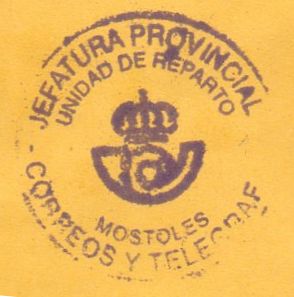 JEFATURA PROVINCIAL
UNIDAD DE REPARTO
MOSTOLES
CORREOS Y TELEGRAF